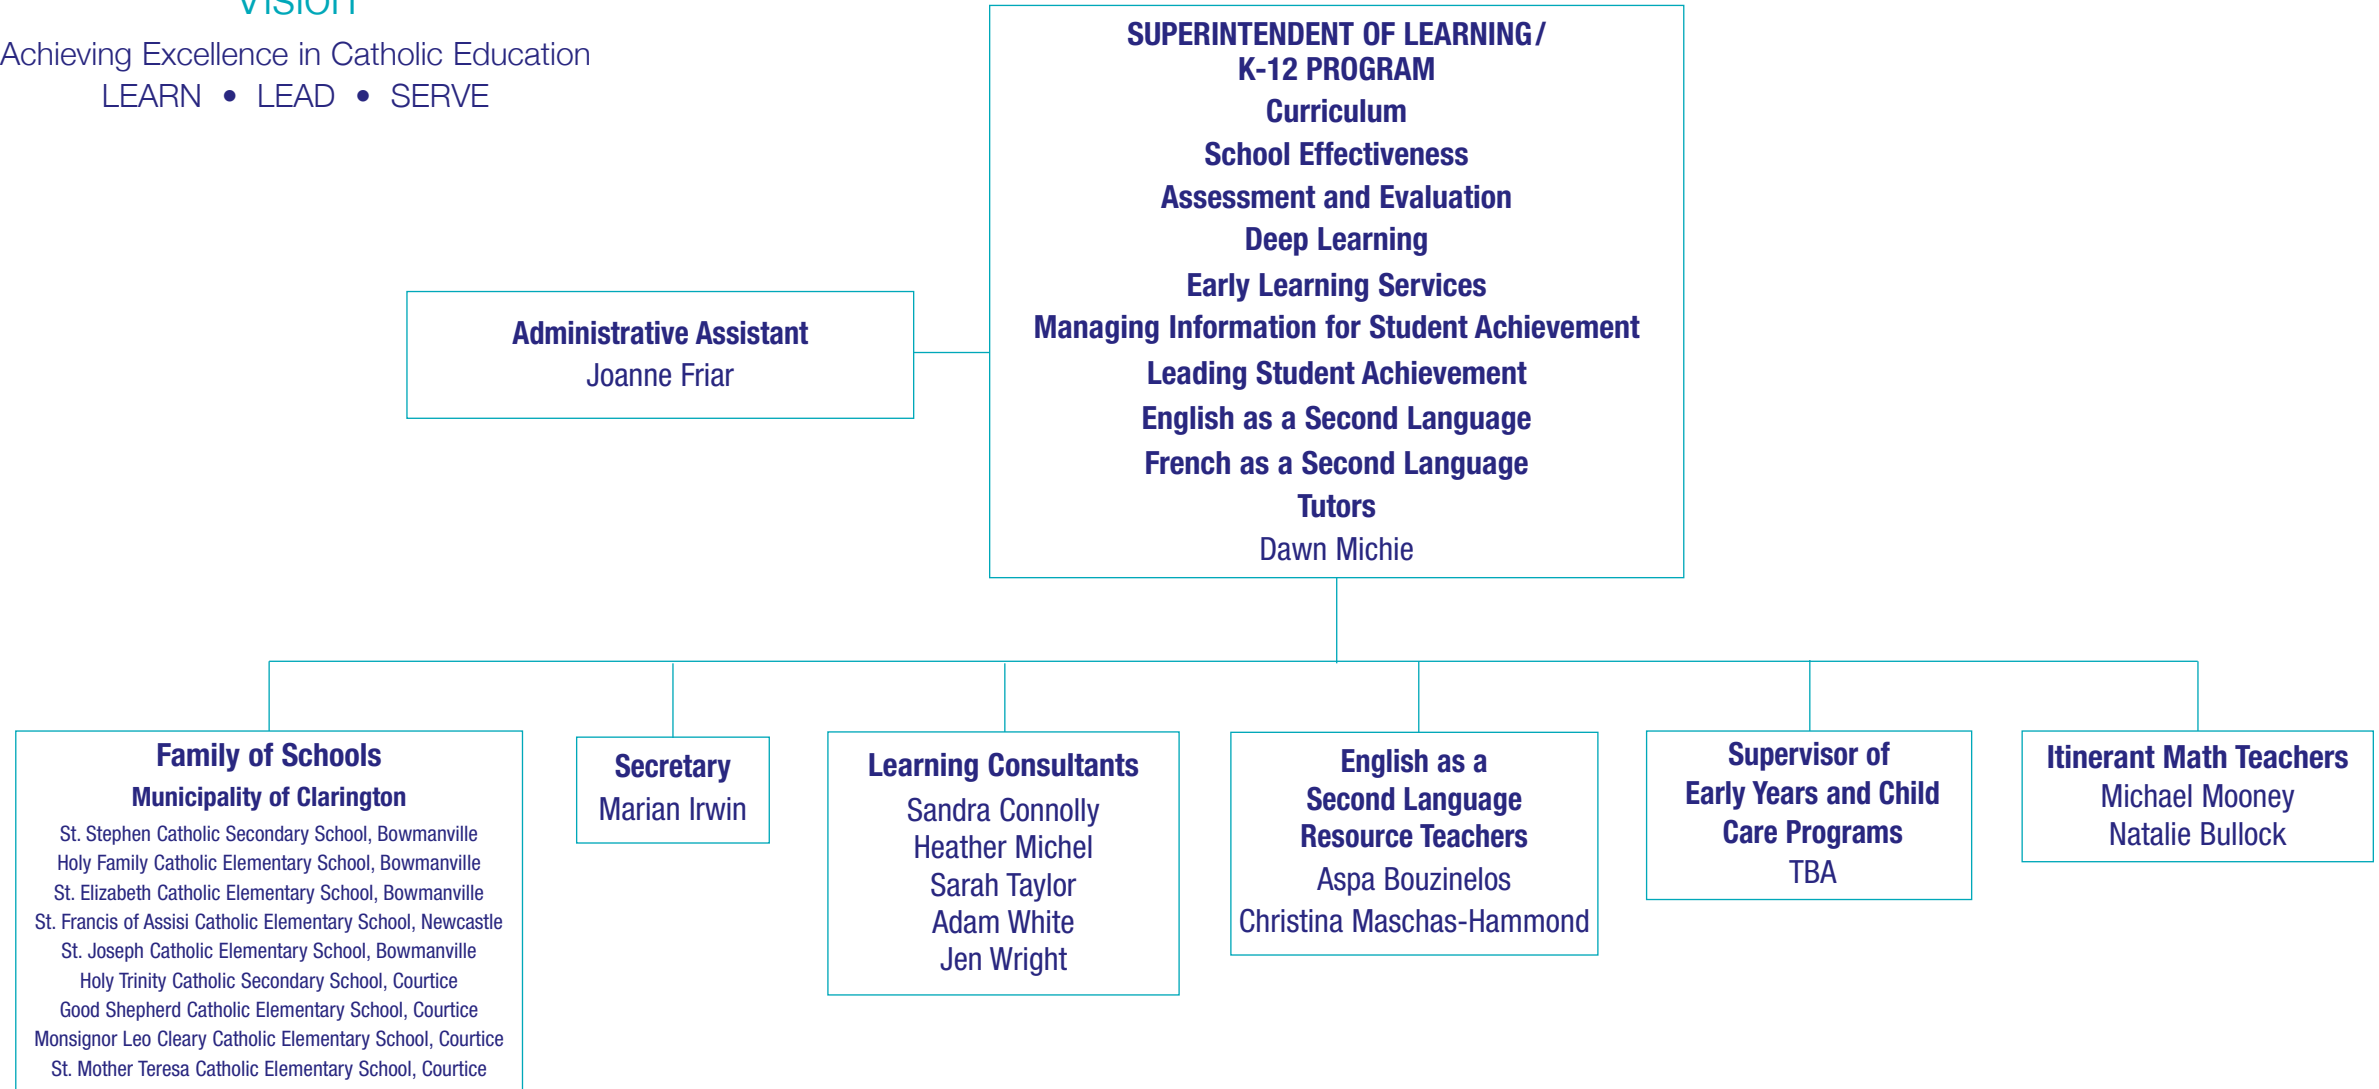 Vision
Achieving Excellence in Catholic Education
LEARN • LEAD • SERVE
SUPERINTENDENT OF LEARNING/
K-12 PROGRAM
Curriculum
School Effectiveness
Assessment and Evaluation
Deep Learning
Early Learning Services
Managing Information for Student Achievement
Leading Student Achievement
English as a Second Language
French as a Second Language
Tutors
Dawn Michie
Administrative Assistant
Joanne Friar
Family of Schools
Municipality of Clarington
St. Stephen Catholic Secondary School, Bowmanville
Holy Family Catholic Elementary School, Bowmanville
St. Elizabeth Catholic Elementary School, Bowmanville
St. Francis of Assisi Catholic Elementary School, Newcastle
St. Joseph Catholic Elementary School, Bowmanville
Holy Trinity Catholic Secondary School, Courtice
Good Shepherd Catholic Elementary School, Courtice
Monsignor Leo Cleary Catholic Elementary School, Courtice
St. Mother Teresa Catholic Elementary School, Courtice
Secretary
Marian Irwin
Learning Consultants
Sandra Connolly
Heather Michel
Sarah Taylor
Adam White
Jen Wright
English as a
Second Language
Resource Teachers
Aspa Bouzinelos
Christina Maschas-Hammond
Supervisor of
Early Years and Child
Care Programs
TBA
Itinerant Math Teachers
Michael Mooney
Natalie Bullock